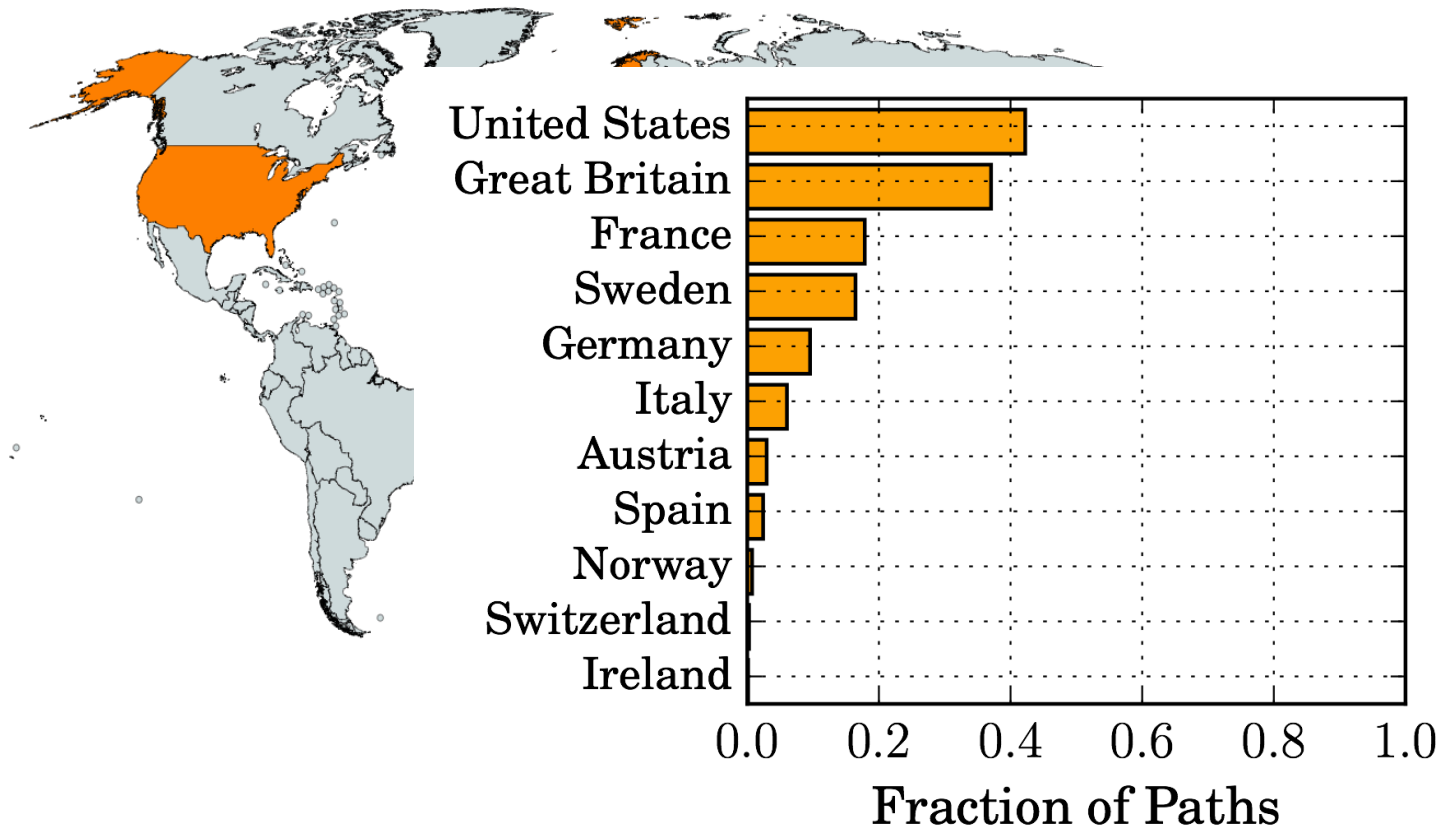 United States
Great Britain
France
Sweden
Germany
Italy
Austria
Spain
Norway
Switzerland
Ireland
0.0 0.2 0.4 0.6 0.8 1.0
Fraction of Paths